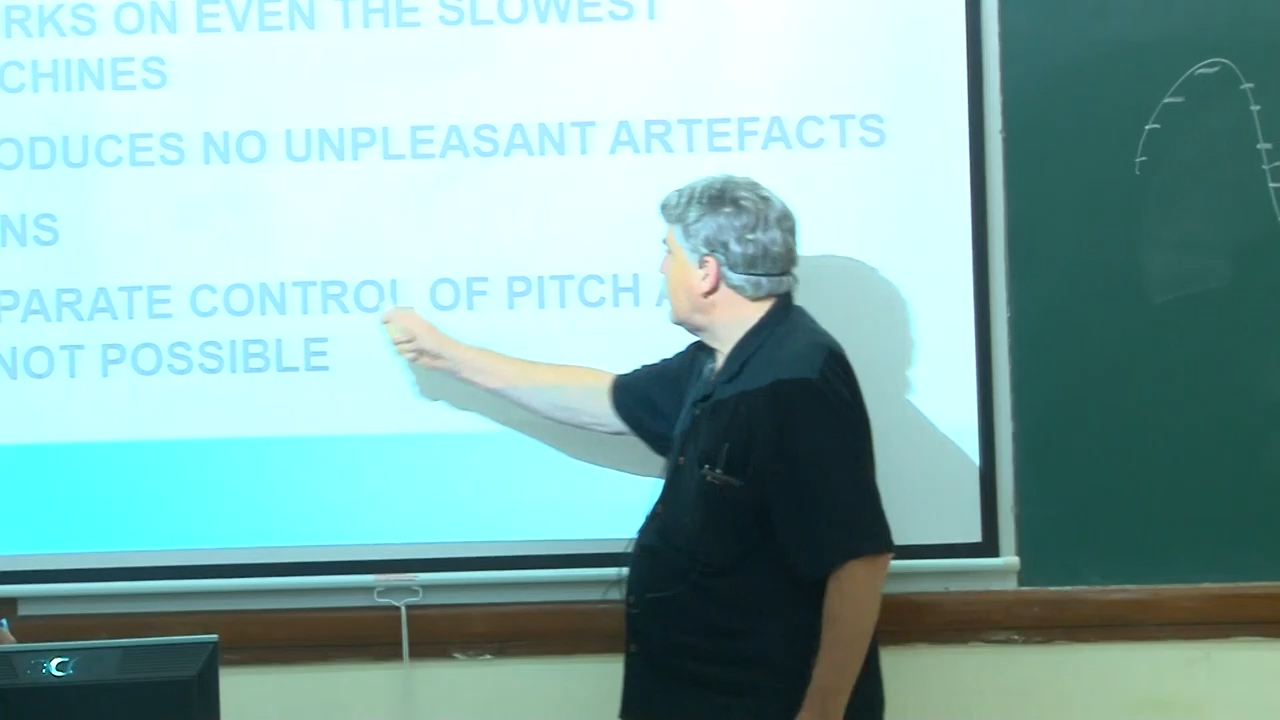 RKS ON EVEN THE SLOWEST
CHINES
ODUCES NO UNPLEASANT ARTEFACTS
NS
PARATE CONTROL OF PITCH A
NOT POSSIBLE